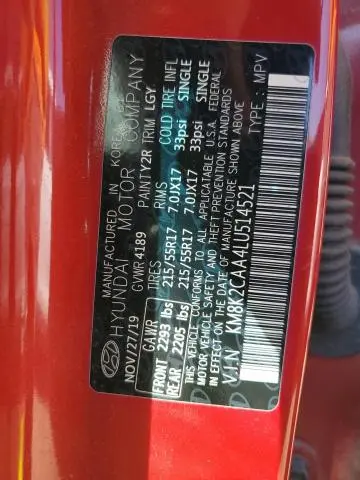 MANUFACTURED IN KOREA BY
HYUNDAI MOTOR COMPANY
NOV/27/19 GVWR 4189 PAINT Y2R TRIM LGY
GAWR TIRES RIMS COLD TIRE INFL
FRONT 2293 lbs 215/55R17 7.0JX17 33psi SINGLE
REAR 2205 lbs 215/55R17 7.0JX17 33psi SINGLE
THIS VEHICLE CONFORMS TO ALL APPLICABLE U.S.A. FEDERAL
SAFETY AND THEFT PREVENTION STANDARDS
IN EFFECT ON THE DATE OF MANUFACTURE SHOWN ABOVE
VIN KM8K2CAA4LU514521 TYPE: MPV